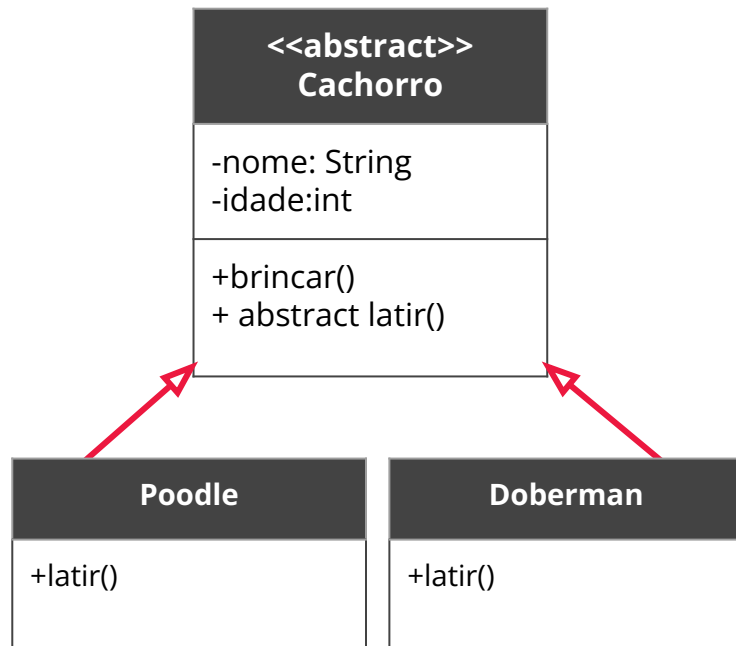 <<abstract>>
Cachorro
-nome: String
-idade:int
+brincar()
+ abstract latir()
Poodle
+latir()
Doberman
+latir()